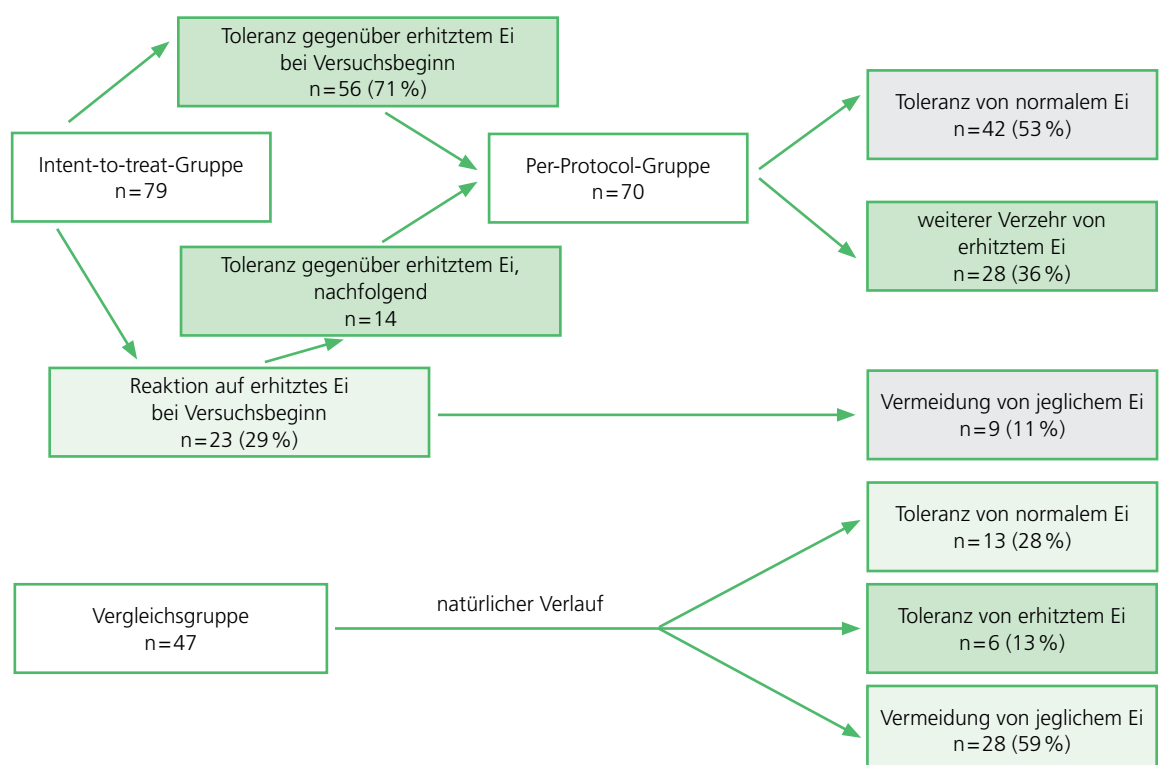 Toleranz gegenüber erhitztem Ei
bei Versuchsbeginn
n=56 (71 %)
Intent-to-treat-Gruppe
n=79
Per-Protocol-Gruppe
n=70
Toleranz von normalem Ei
n=42 (53 %)
weiterer Verzehr von
erhitztem Ei
n=28 (36 %)
Toleranz gegenüber erhitztem Ei,
nachfolgend
n=14
Reaktion auf erhitztes Ei
bei Versuchsbeginn
n=23 (29 %)
Vermeidung von jeglichem Ei
n=9 (11 %)
Vergleichsgruppe
n=47
natürlicher Verlauf
Toleranz von normalem Ei
n=13 (28 %)
Toleranz von erhitztem Ei
n=6 (13 %)
Vermeidung von jeglichem Ei
n=28 (59 %)